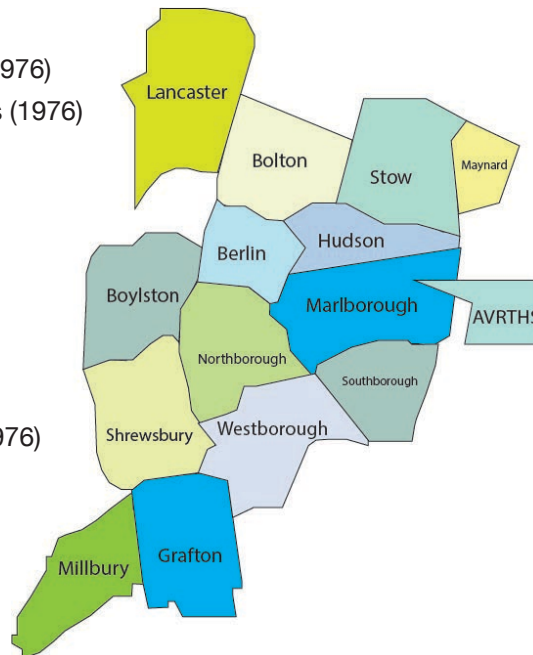 976)
s (1976)
976)
Lancaster
Bolton
Stow
Maynard
Berlin
Hudson
Boylston
Marlborough
AVRTHS
Northborough
Southborough
Shrewsbury
Westborough
Millbury
Grafton